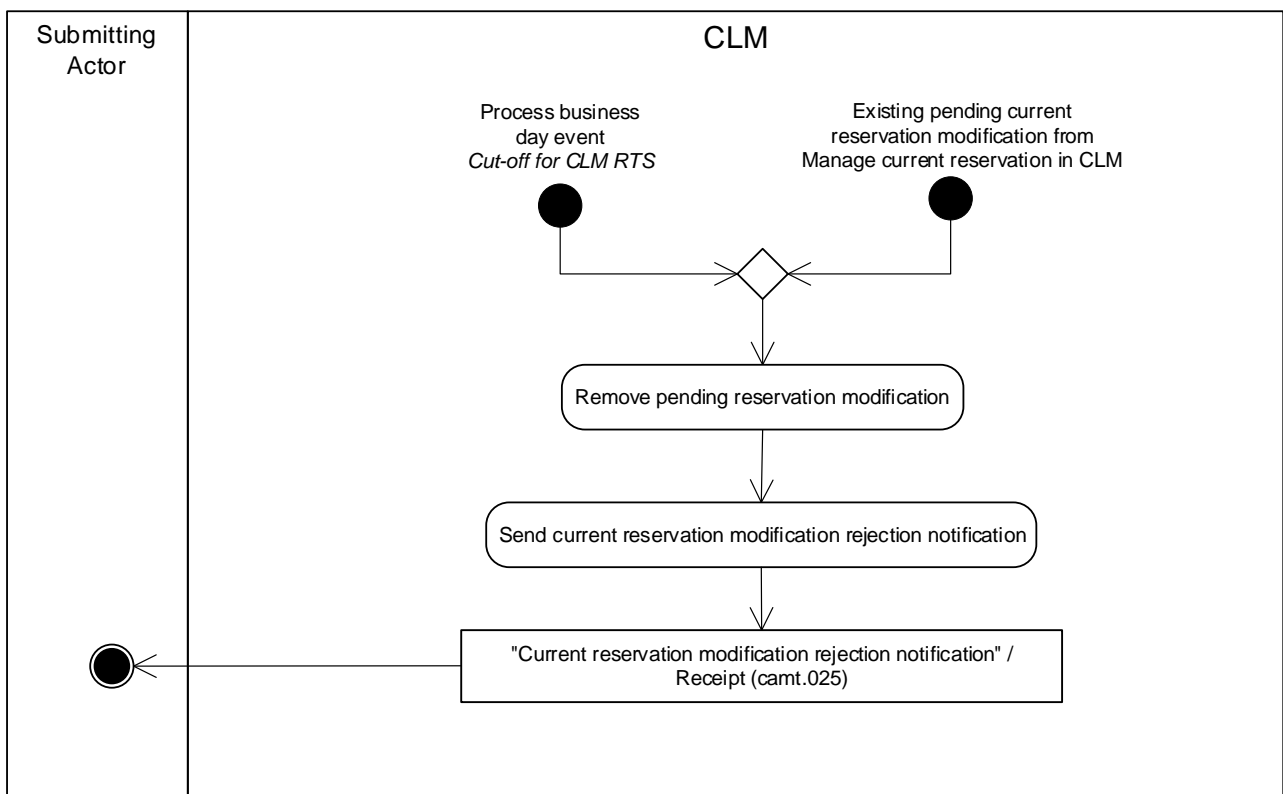 Submitting
Actor
CLM
Process business
day event
Cut-off for CLM RTS
Existing pending current
reservation modification from
Manage current reservation in CLM
Remove pending reservation modification
Send current reservation modification rejection notification
"Current reservation modification rejection notification" /
Receipt (camt.025)